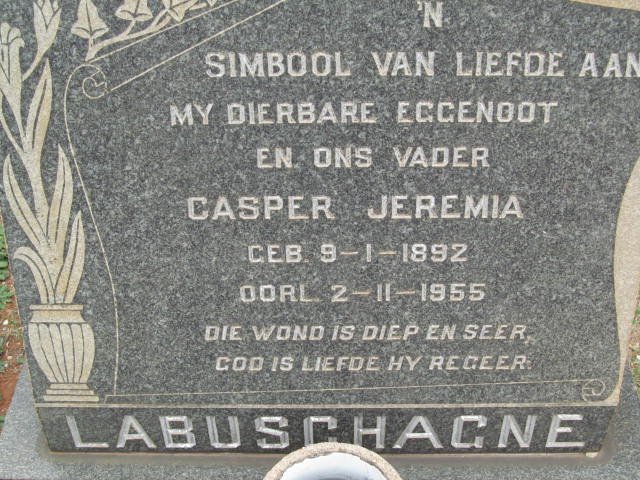 'N
SIMBOOL VAN LIEFDE AAN
MY DIERBARE EGGENOOT
EN ONS VADER
CASPER JEREMIA
GEB. 9-1-1892
OORL. 2-11-1955
DIE WOND IS DIEP EN SEER,
GOD IS LIEFDE HY REGEER.
LABUSCHAGNE